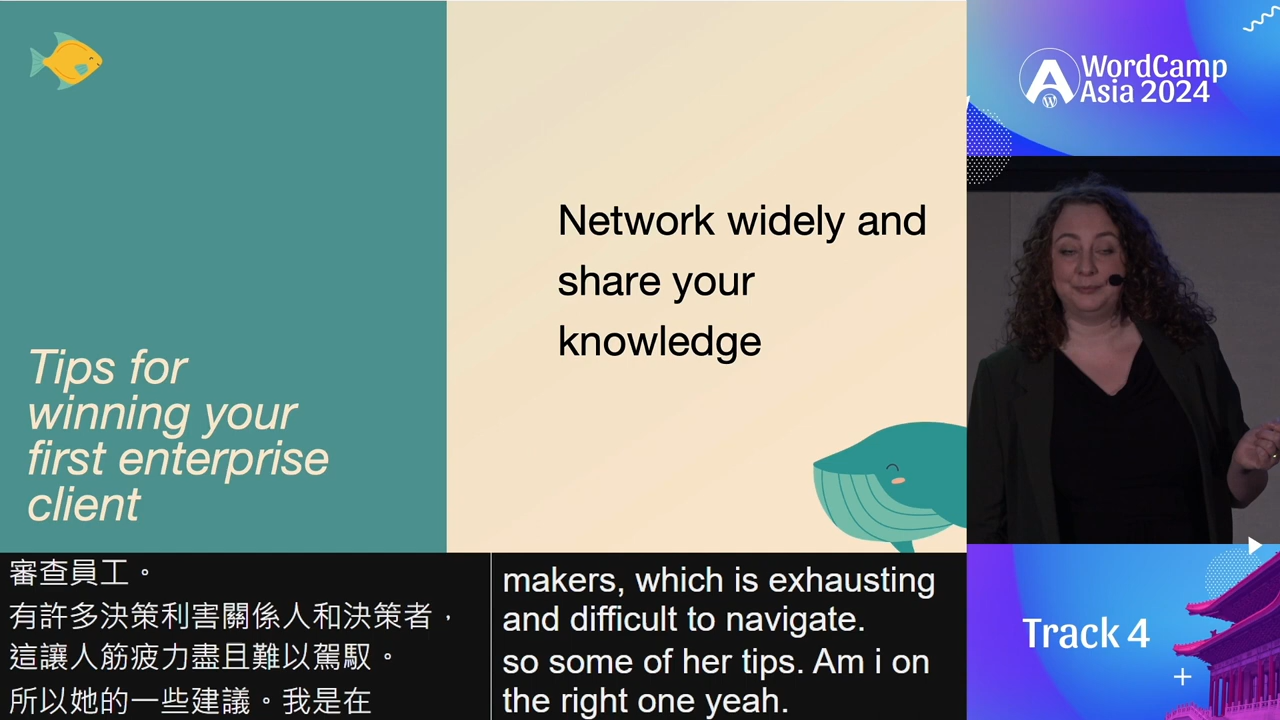 Tips for
winning your
first enterprise
client
Network widely and
share your
knowledge
審查員工。
有許多決策利害關係人和決策者，
這讓人筋疲力盡且難以駕馭。
所以她的一些建議。我是在
makers, which is exhausting
and difficult to navigate.
so some of her tips. Am i on
the right one yeah.
WordCamp
Asia 2024
Track 4